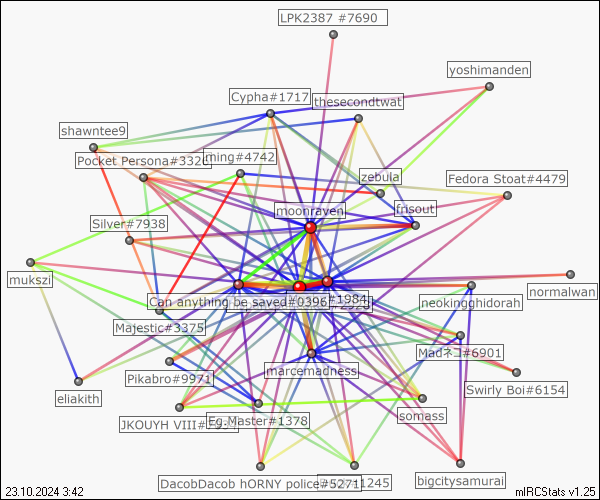 LPK2387 #7690
yoshimanden
Cypha#1717
thesecondtwat
shawntee9
Pocket Persona#3320
ming#4742
zebula
Fedora Stoat#4479
moonraven
frisout
Silver#7938
mukszi
Can anything be saved#0396
#1984
neokingghidorah
normalwan
Majestic#3375
Madネコ#6901
marcemadness
Pikabro#9971
Swirly Boi#6154
eliakith
somass
JKOUYH VIII#
Eg.Master#1378
DacobDacob hORNY police#
bigcitysamurai
23.10.2024 3:42
mIRCStats v1.25